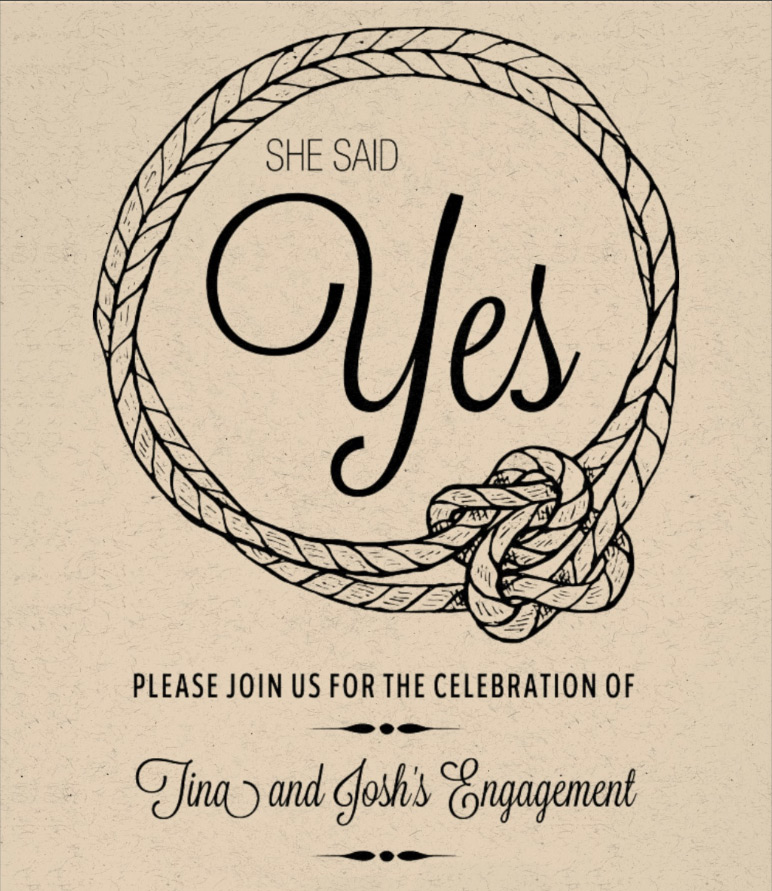 SHE SAID
Yes
PLEASE JOIN US FOR THE CELEBRATION OF
Tina and Josh's Engagement